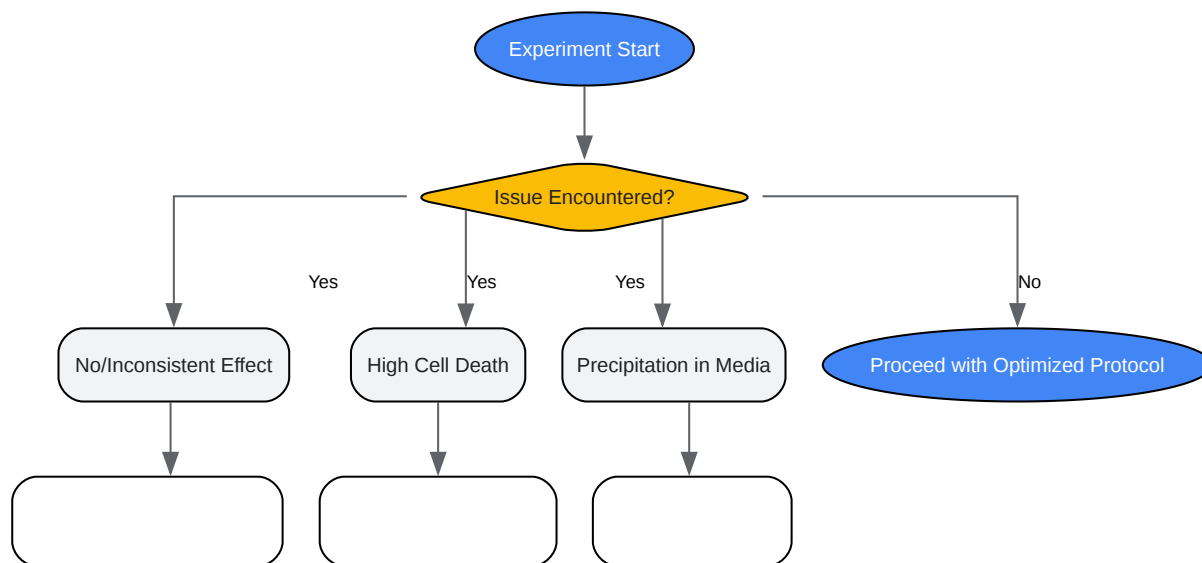 Experiment Start
Issue Encountered?
Yes
Yes
Yes
No
No/Inconsistent Effect
High Cell Death
Precipitation in Media
Proceed with Optimized Protocol